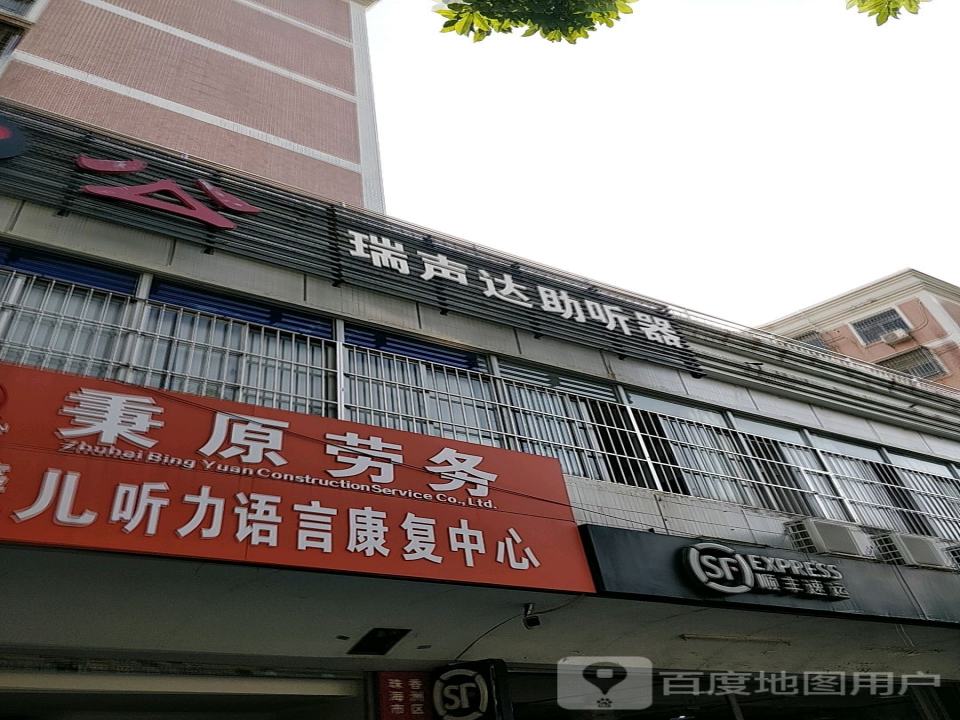 公
瑞声达助听器
秉原劳务
Zhuhai Bing Yuan Construction Service Co., Ltd.
儿听力语言康复中心
SF EXPRESS
顺丰速运
珠海市
香洲区
SF
百度地图用户